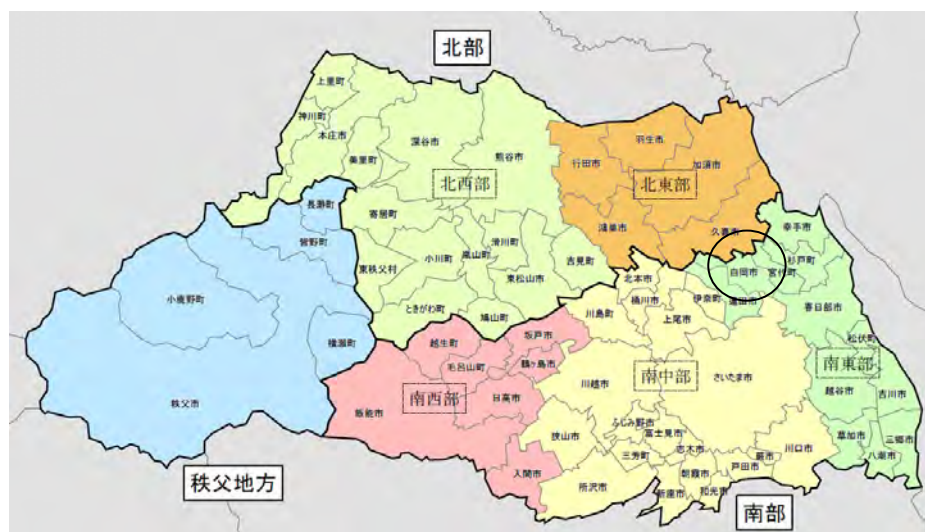 北部
上里町
神川町
本庄市
美里町
深谷市
熊谷市
北西部
寄居町
東秩父村
小川町
嵐山町
滑川町
東松山市
吉見町
ときがわ町
鳩山町
行田市
羽生市
加須市
北東部
鴻巣市
久喜市
長瀞町
皆野町
小鹿野町
横瀬町
秩父市
秩父地方
越生町
毛呂山町
坂戸市
鶴ヶ島市
南西部
日高市
飯能市
入間市
北本市
桶川市
伊奈町
川島町
上尾市
川越市
南中部
さいたま市
ふじみ野市
富士見市
狭山市
三芳町
志木市
所沢市
新座市
朝霞市
和光市
戸田市
蕨市
川口市
南部
幸手市
白岡市
宮代町
杉戸町
蓮田市
春日部市
松伏町
南東部
越谷市
吉川市
草加市
三郷市
八潮市